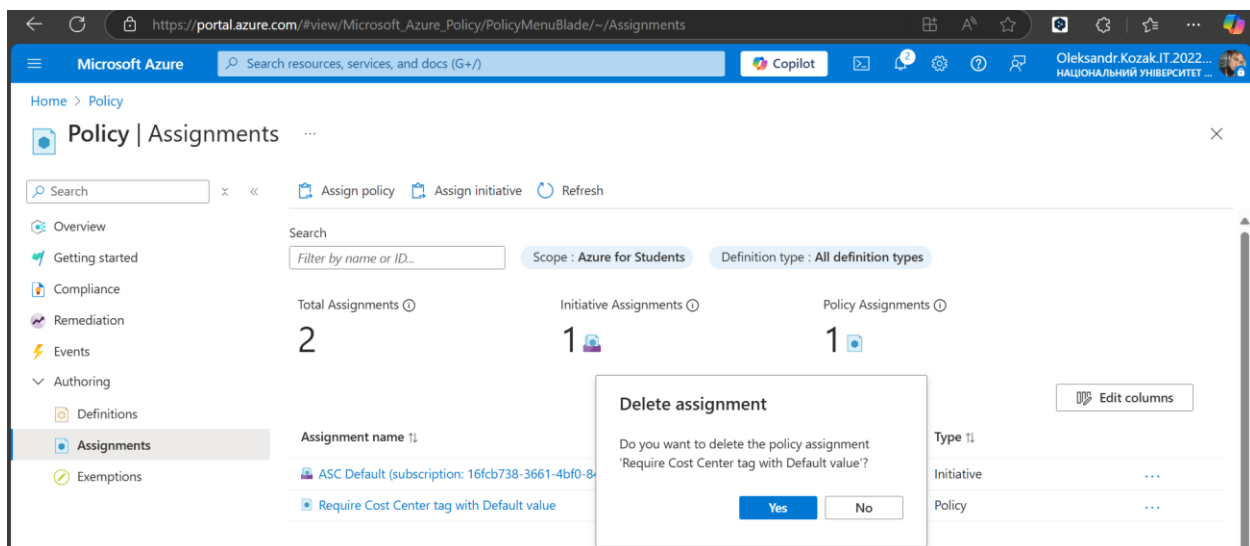 https://portal.azure.com/#view/Microsoft_Azure_Policy/PolicyMenuBlade/~/Assignments
Microsoft Azure
Search resources, services, and docs (G+/)
Copilot
2
Oleksandr.Kozak.IT.2022...
НАЦІОНАЛЬНИЙ УНІВЕРСИТЕТ ...
Home > Policy
Policy | Assignments ...
Search
Assign policy
Assign initiative
Refresh
Overview
Getting started
Compliance
Remediation
Events
Authoring
Definitions
Assignments
Exemptions
Search
Filter by name or ID...
Scope : Azure for Students
Definition type : All definition types
Total Assignments
2
Initiative Assignments
1
Policy Assignments
1
Edit columns
Delete assignment
Do you want to delete the policy assignment
'Require Cost Center tag with Default value'?
Yes
No
Assignment name
Type
ASC Default (subscription: 16fcb738-3661-4bf0-84
Initiative
...
Require Cost Center tag with Default value
Policy
...